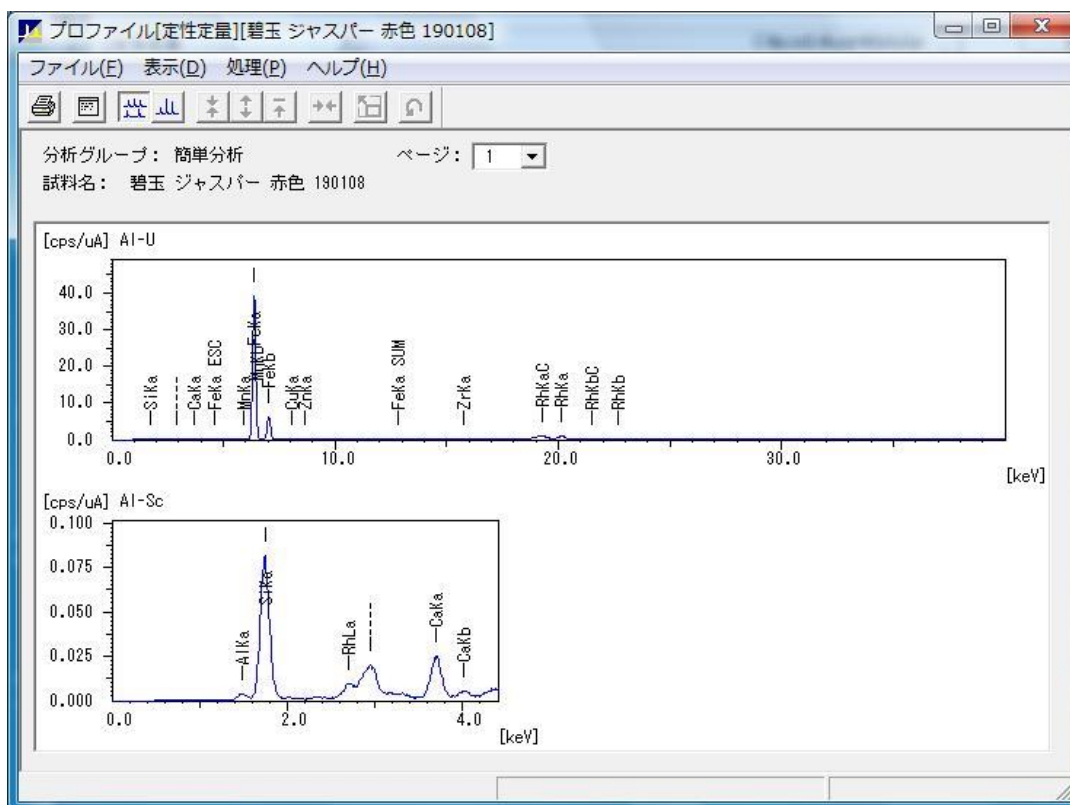 プロファイル[定性定量][碧玉 ジャスパー 赤色 190108]
ファイル(F) 表示(D) 処理(P) ヘルプ(H)
分析グループ: 簡単分析 ページ: 1
試料名: 碧玉 ジャスパー 赤色 190108
[cps/uA] Al-U
40.0
30.0
20.0
10.0
0.0
SiKa
CaKa
FeKa ESC
MnKa
FeKa
MnKb
FeKb
CuKa
ZnKa
FeKa SUM
ZrKa
RhKaC
RhKa
RhKbC
RhKb
0.0 10.0 20.0 30.0
[keV]
[cps/uA] Al-Sc
0.100
0.075
0.050
0.025
0.000
AlKa
SiKa
RhLa
CaKa
CaKb
0.0 2.0 4.0
[keV]